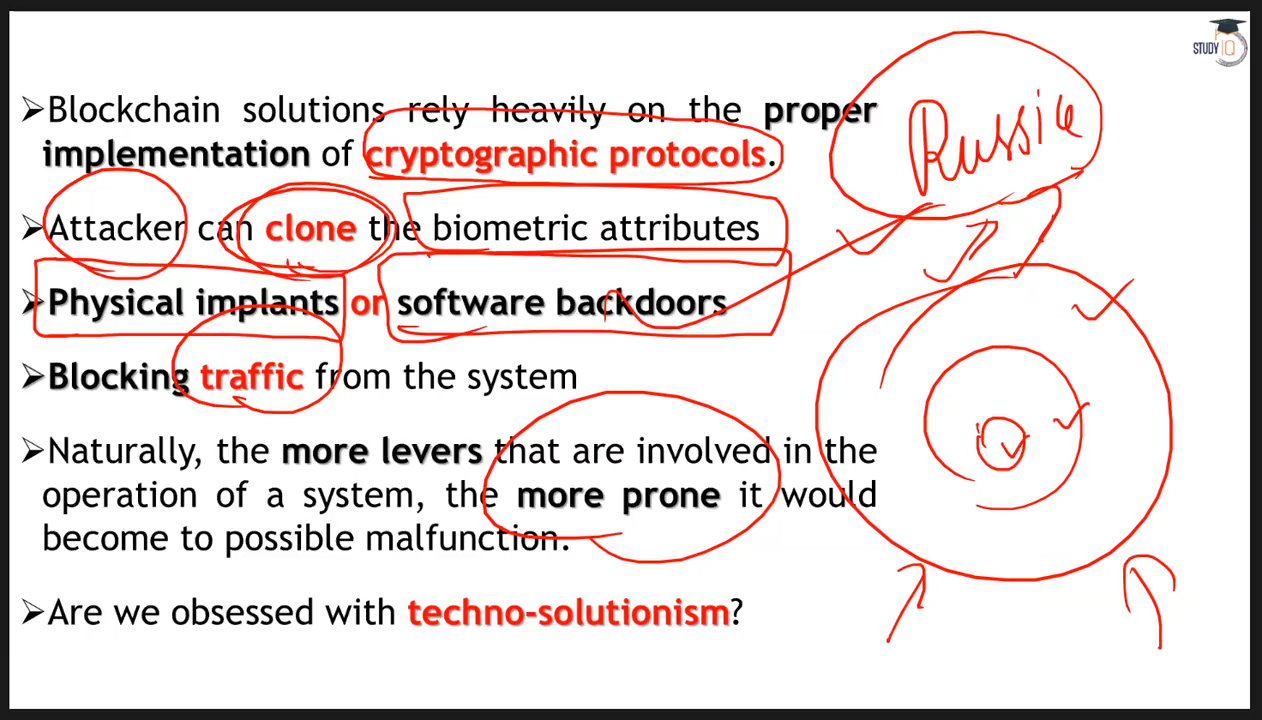 STUDY IQ
➢Blockchain solutions rely heavily on the proper
implementation of cryptographic protocols.
➢Attacker can clone the biometric attributes
➢Physical implants or software backdoors
➢Blocking traffic from the system
➢Naturally, the more levers that are involved in the
operation of a system, the more prone it would
become to possible malfunction.
➢Are we obsessed with techno-solutionism?
Russia